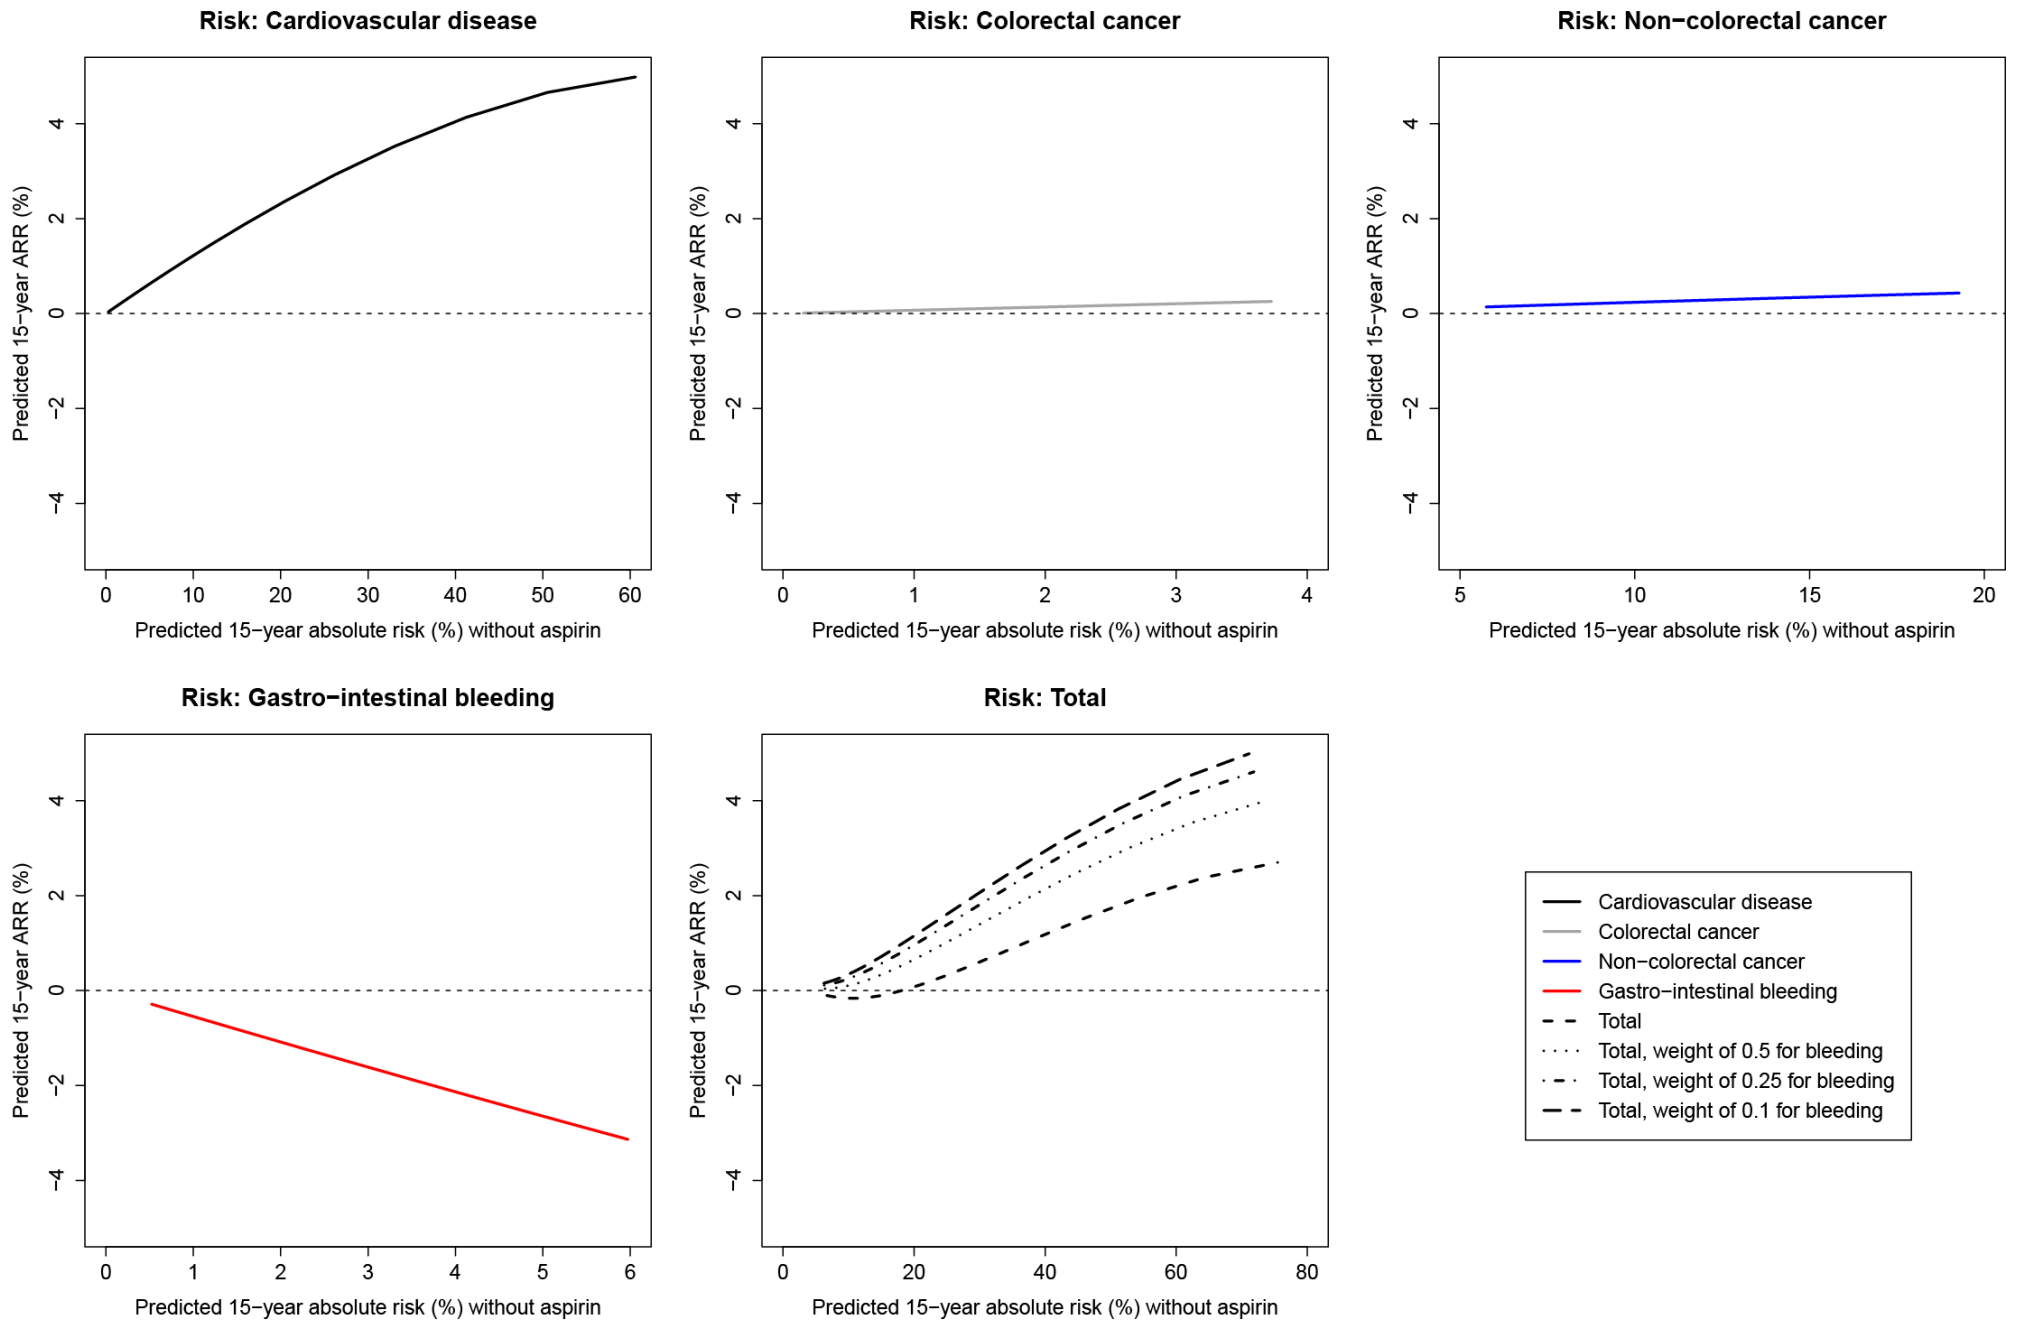 Risk: Cardiovascular disease
Predicted 15−year ARR (%)
4
2
0
−2
−4
0 10 20 30 40 50 60
Predicted 15−year absolute risk (%) without aspirin
Risk: Colorectal cancer
Predicted 15−year ARR (%)
4
2
0
−2
−4
0 1 2 3 4
Predicted 15−year absolute risk (%) without aspirin
Risk: Non−colorectal cancer
Predicted 15−year ARR (%)
4
2
0
−2
−4
5 10 15 20
Predicted 15−year absolute risk (%) without aspirin
Risk: Gastro−intestinal bleeding
Predicted 15−year ARR (%)
4
2
0
−2
−4
0 1 2 3 4 5 6
Predicted 15−year absolute risk (%) without aspirin
Risk: Total
Predicted 15−year ARR (%)
4
2
0
−2
−4
0 20 40 60 80
Predicted 15−year absolute risk (%) without aspirin
Cardiovascular disease
Colorectal cancer
Non−colorectal cancer
Gastro−intestinal bleeding
Total
Total, weight of 0.5 for bleeding
Total, weight of 0.25 for bleeding
Total, weight of 0.1 for bleeding